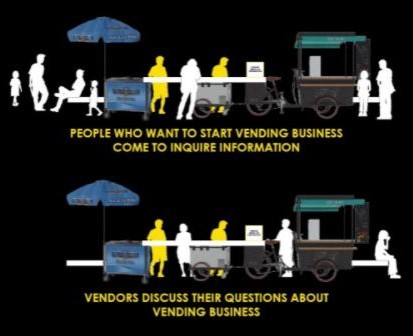 PEOPLE WHO WANT TO START VENDING BUSINESS
COME TO INQUIRE INFORMATION
VENDORS DISCUSS THEIR QUESTIONS ABOUT
VENDING BUSINESS